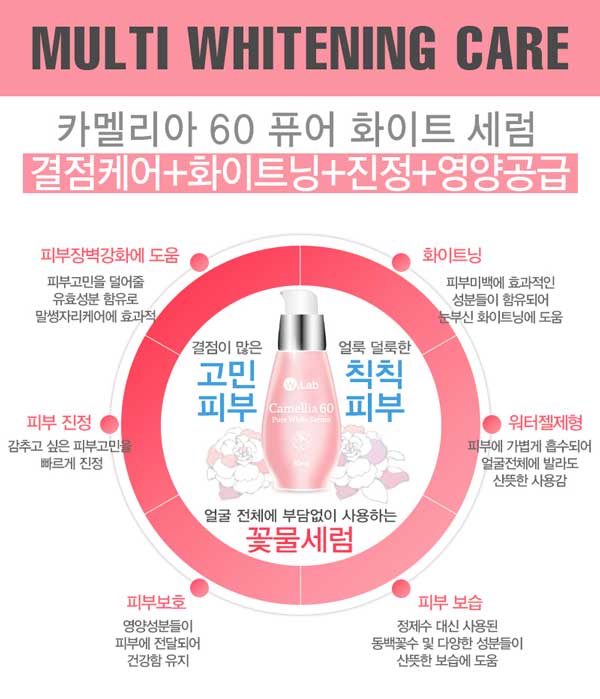 MULTI WHITENING CARE
카멜리아 60 퓨어 화이트 세럼
결점케어+화이트닝+진정+영양공급
피부장벽강화에 도움
피부고민을 덜어줄
유효성분 함유로
말썽자리케어에 효과적
화이트닝
피부미백에 효과적인
성분들이 함유되어
눈부신 화이트닝에 도움
결점이 많은
고민
피부
얼룩 덜룩한
칙칙
피부
W.Lab
Camellia 60
Pure White Serum
피부 진정
감추고 싶은 피부고민을
빠르게 진정
워터젤제형
피부에 가볍게 흡수되어
얼굴전체에 발라도
산뜻한 사용감
얼굴 전체에 부담없이 사용하는
꽃물세럼
피부보호
영양성분들이
피부에 전달되어
건강함 유지
피부 보습
정제수 대신 사용된
동백꽃수 및 다양한 성분들이
산뜻한 보습에 도움